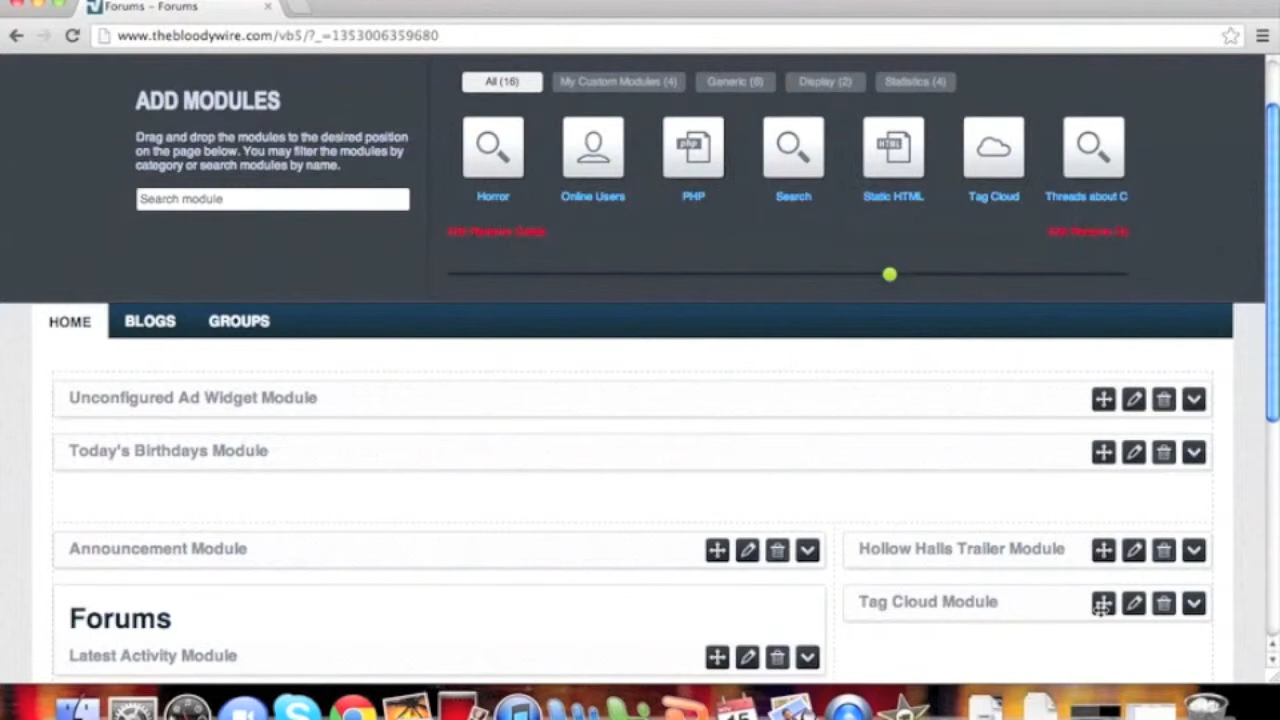 Forums – Forums
www.thebloodywire.com/vb5/?_=1353006359680
ADD MODULES
Drag and drop the modules to the desired position
on the page below. You may filter the modules by
category or search modules by name.
Search module
All (16)
My Custom Modules (4)
Generic (6)
Display (2)
Statistics (4)
Horror
Online Users
PHP
Search
Static HTML
Tag Cloud
Threads about C
php
HTML
HOME
BLOGS
GROUPS
Unconfigured Ad Widget Module
Today's Birthdays Module
Announcement Module
Hollow Halls Trailer Module
Tag Cloud Module
Forums
Latest Activity Module